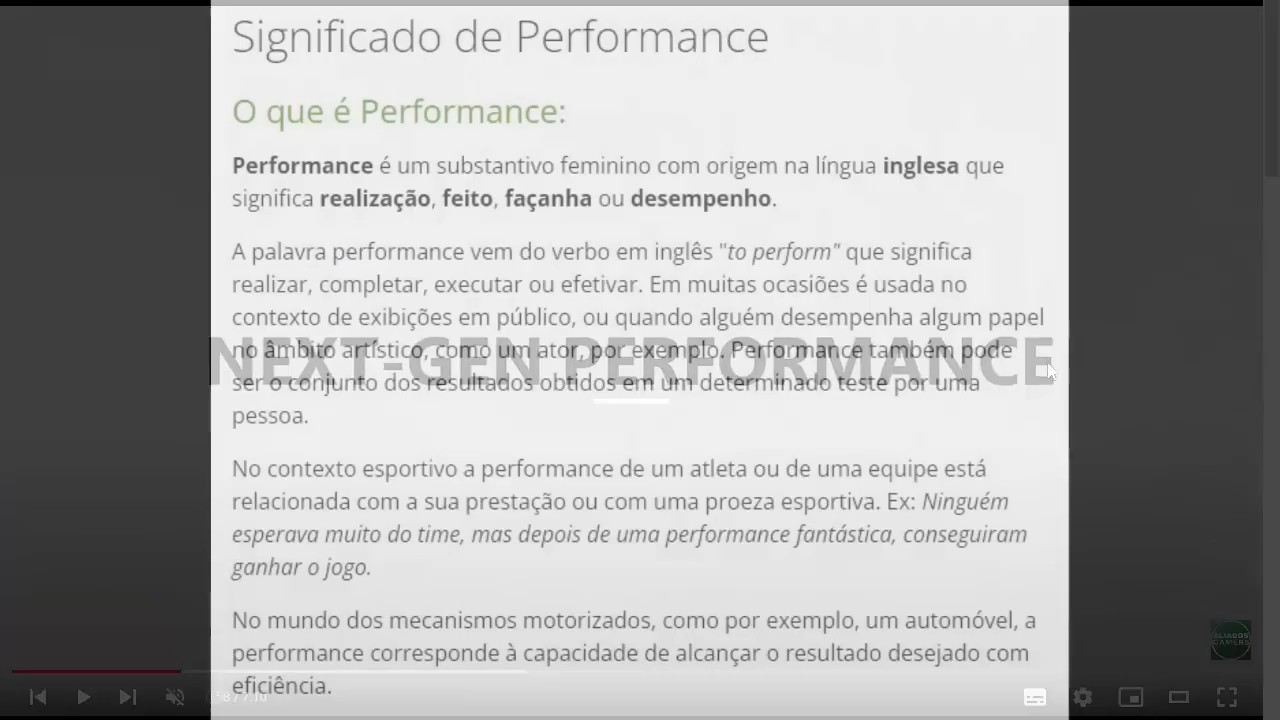 Significado de Performance
O que é Performance:
Performance é um substantivo feminino com origem na língua inglesa que
significa realização, feito, façanha ou desempenho.
A palavra performance vem do verbo em inglês "to perform" que significa
realizar, completar, executar ou efetivar. Em muitas ocasiões é usada no
contexto de exibições em público, ou quando alguém desempenha algum papel
no âmbito artístico, como um ator, por exemplo. Performance também pode
NEXT-GEN PERFORMANCE
ser o conjunto dos resultados obtidos em um determinado teste por uma
pessoa.
No contexto esportivo a performance de um atleta ou de uma equipe está
relacionada com a sua prestação ou com uma proeza esportiva. Ex: Ninguém
esperava muito do time, mas depois de uma performance fantástica, conseguiram
ganhar o jogo.
No mundo dos mecanismos motorizados, como por exemplo, um automóvel, a
performance corresponde à capacidade de alcançar o resultado desejado com
eficiência.
ALIADOS
GAMERS